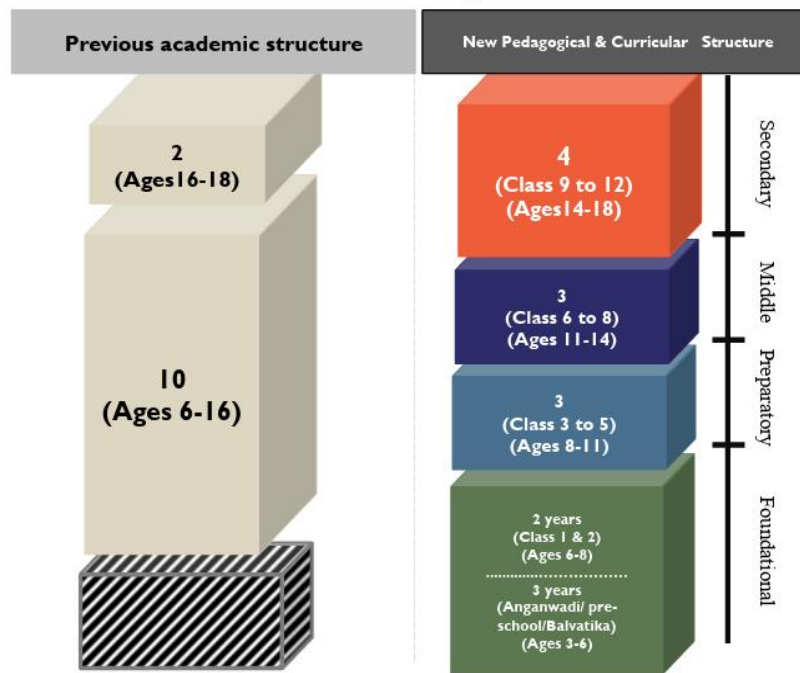 Previous academic structure
New Pedagogical & Curricular Structure
2
(Ages16-18)
10
(Ages 6-16)
4
(Class 9 to 12)
(Ages14-18)
3
(Class 6 to 8)
(Ages 11-14)
3
(Class 3 to 5)
(Ages 8-11)
2 years
(Class 1 & 2)
(Ages 6-8)
3 years
(Anganwadi/ pre-
school/Balvatika)
(Ages 3-6)
Secondary
Middle
Preparatory
Foundational